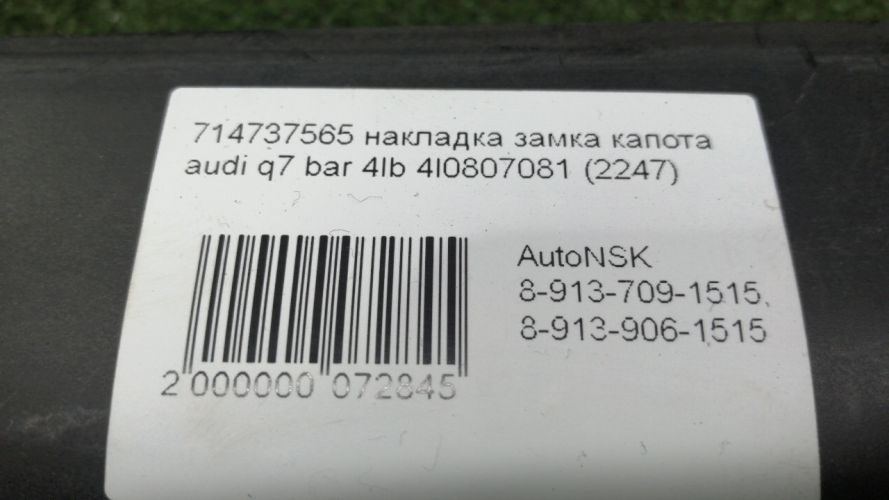 714737565 накладка замка капота
audi q7 bar 4lb 4l0807081 (2247)
AutoNSK
8-913-709-1515,
8-913-906-1515
2 000000 072845